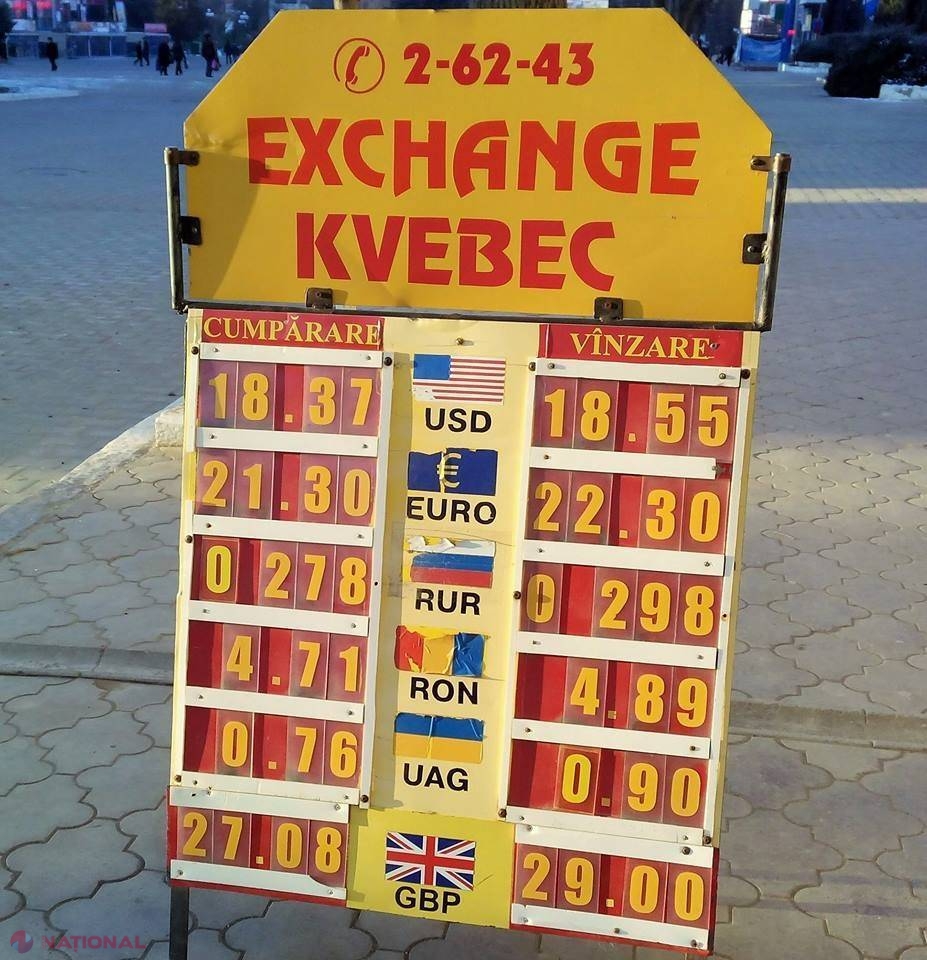 2-62-43
EXCHANGE
KVEBEC
CUMPĂRARE VÎNZARE
18.37 USD 18.55
21.30 EURO 22.30
0 278 RUR 0 298
4.71 RON 4.89
0.76 UAG 0.90
27.08 GBP 29.00
NATIONAL